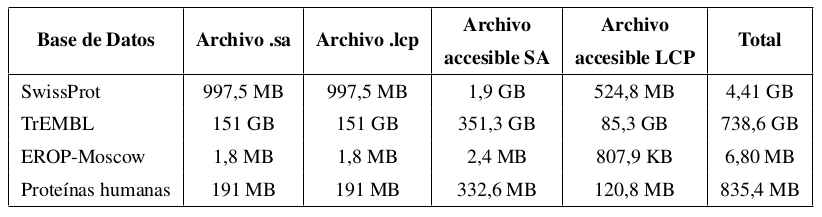 Base de Datos Archivo .sa Archivo .lcp Archivo accesible SA Archivo accesible LCP Total
SwissProt 997,5 MB 997,5 MB 1,9 GB 524,8 MB 4,41 GB
TrEMBL 151 GB 151 GB 351,3 GB 85,3 GB 738,6 GB
EROP-Moscow 1,8 MB 1,8 MB 2,4 MB 807,9 KB 6,80 MB
Proteínas humanas 191 MB 191 MB 332,6 MB 120,8 MB 835,4 MB